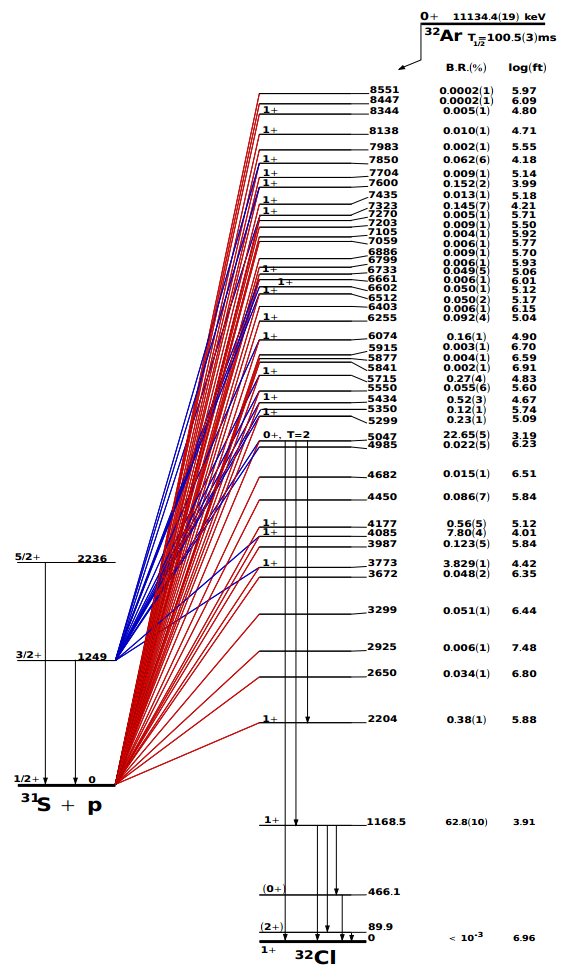 0+ 11134.4(19) keV
32Ar T1/2=100.5(3)ms
B.R.(%) log(ft)
8551 0.0002(1) 5.97
8447 0.0002(1) 6.09
1+ 8344 0.005(1) 4.80
1+ 8138 0.010(1) 4.71
7983 0.002(1) 5.55
1+ 7850 0.062(6) 4.18
1+ 7704 0.009(1) 5.14
1+ 7600 0.152(2) 3.99
1+ 7435 0.013(1) 5.18
1+ 7323 0.145(7) 4.21
7270 0.005(1) 5.71
7203 0.009(1) 5.50
7105 0.004(1) 5.92
7059 0.006(1) 5.77
6886 0.009(1) 5.70
6799 0.006(1) 5.93
1+ 6733 0.049(5) 5.06
6661 0.006(1) 6.01
1+ 6602 0.050(1) 5.12
1+ 6512 0.050(2) 5.17
6403 0.006(1) 6.15
1+ 6255 0.092(4) 5.04
1+ 6074 0.16(1) 4.90
5915 0.003(1) 6.70
5877 0.004(1) 6.59
5841 0.002(1) 6.91
1+ 5715 0.27(4) 4.83
5550 0.055(6) 5.60
1+ 5434 0.52(3) 4.67
5350 0.12(1) 5.74
1+ 5299 0.23(1) 5.09
0+, T=2 5047 22.65(5) 3.19
4985 0.022(5) 6.23
4682 0.015(1) 6.51
4450 0.086(7) 5.84
1+ 4177 0.56(5) 5.12
1+ 4085 7.80(4) 4.01
3987 0.123(5) 5.84
1+ 3773 3.829(1) 4.42
3672 0.048(2) 6.35
3299 0.051(1) 6.44
2925 0.006(1) 7.48
2650 0.034(1) 6.80
1+ 2204 0.38(1) 5.88
1+ 1168.5 62.8(10) 3.91
(0+) 466.1
(2+) 89.9
1+ 0 < 10-3 6.96
32Cl
5/2+ 2236
3/2+ 1249
1/2+ 0
31S + p